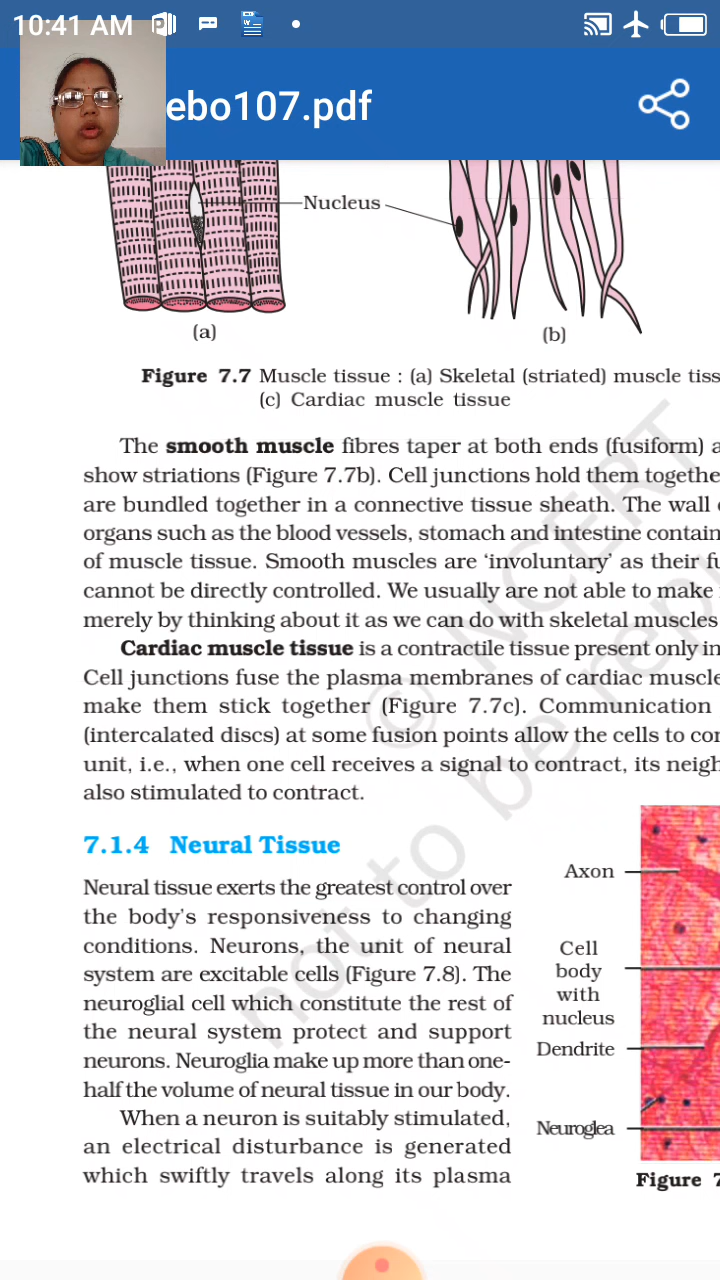 10:41 AM
ebo107.pdf
Nucleus
(a)
(b)
Figure 7.7 Muscle tissue : (a) Skeletal (striated) muscle tiss
(c) Cardiac muscle tissue
The smooth muscle fibres taper at both ends (fusiform) a
show striations (Figure 7.7b). Cell junctions hold them togethe
are bundled together in a connective tissue sheath. The wall
organs such as the blood vessels, stomach and intestine contain
of muscle tissue. Smooth muscles are ‘involuntary’ as their fu
cannot be directly controlled. We usually are not able to make
merely by thinking about it as we can do with skeletal muscles
Cardiac muscle tissue is a contractile tissue present only in
Cell junctions fuse the plasma membranes of cardiac muscle
make them stick together (Figure 7.7c). Communication
(intercalated discs) at some fusion points allow the cells to con
unit, i.e., when one cell receives a signal to contract, its neigh
also stimulated to contract.
7.1.4 Neural Tissue
Neural tissue exerts the greatest control over
the body’s responsiveness to changing
conditions. Neurons, the unit of neural
system are excitable cells (Figure 7.8). The
neuroglial cell which constitute the rest of
the neural system protect and support
neurons. Neuroglia make up more than one-
half the volume of neural tissue in our body.
When a neuron is suitably stimulated,
an electrical disturbance is generated
which swiftly travels along its plasma
Axon
Cell
body
with
nucleus
Dendrite
Neuroglea
Figure 7
© NCERT
not to be rep